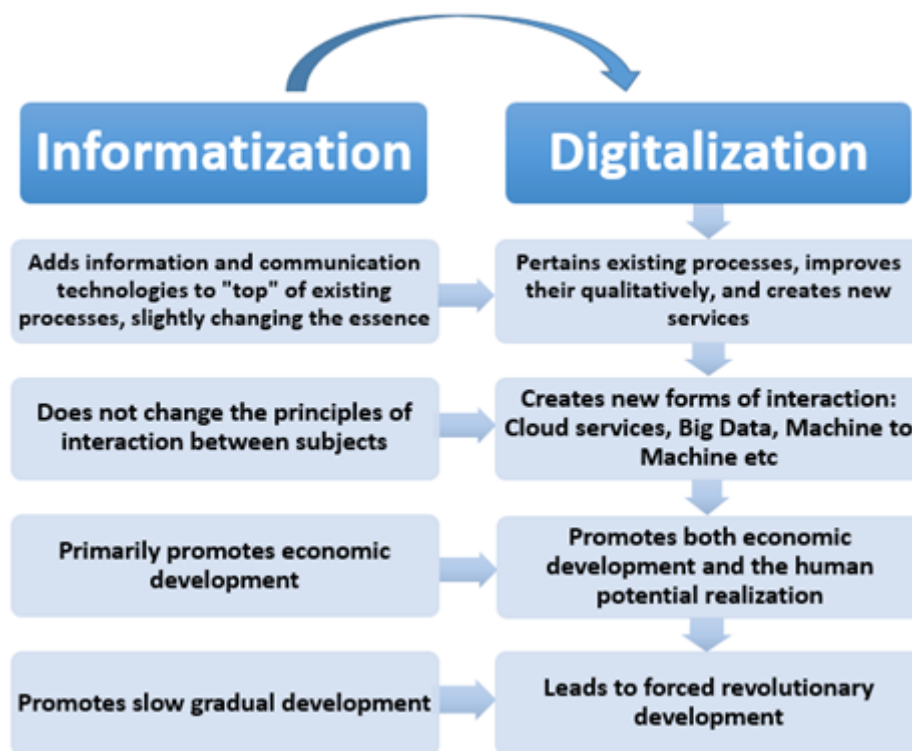 Informatization
Digitalization
Adds information and communication
technologies to "top" of existing
processes, slightly changing the essence
Pertains existing processes, improves
their qualitatively, and creates new
services
Does not change the principles of
interaction between subjects
Creates new forms of interaction:
Cloud services, Big Data, Machine to
Machine etc
Primarily promotes economic
development
Promotes both economic
development and the human
potential realization
Promotes slow gradual development
Leads to forced revolutionary
development